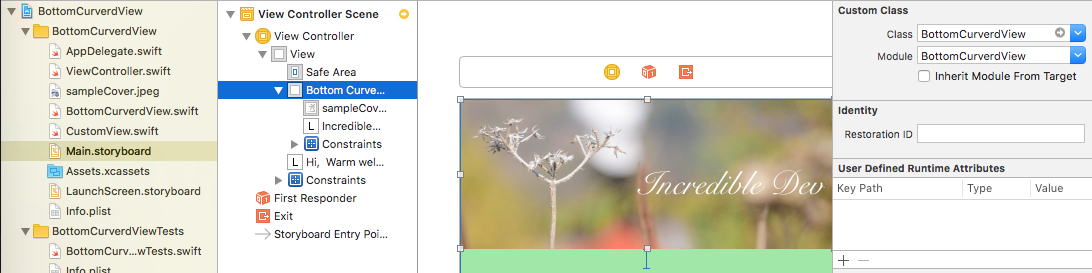 BottomCurverdView
BottomCurverdView
AppDelegate.swift
ViewController.swift
sampleCover.jpeg
BottomCurverdView.swift
CustomView.swift
Main.storyboard
Assets.xcassets
LaunchScreen.storyboard
Info.plist
BottomCurverdViewTests
BottomCurv...wTests.swift
Info.plist
View Controller Scene
View Controller
View
Safe Area
Bottom Curve...
sampleCov...
L Incredible...
Constraints
L Hi, Warm wel...
Constraints
First Responder
Exit
Storyboard Entry Poi...
Incredible Dev
Custom Class
Class BottomCurverdView
Module BottomCurverdView
Inherit Module From Target
Identity
Restoration ID
User Defined Runtime Attributes
Key Path Type Value